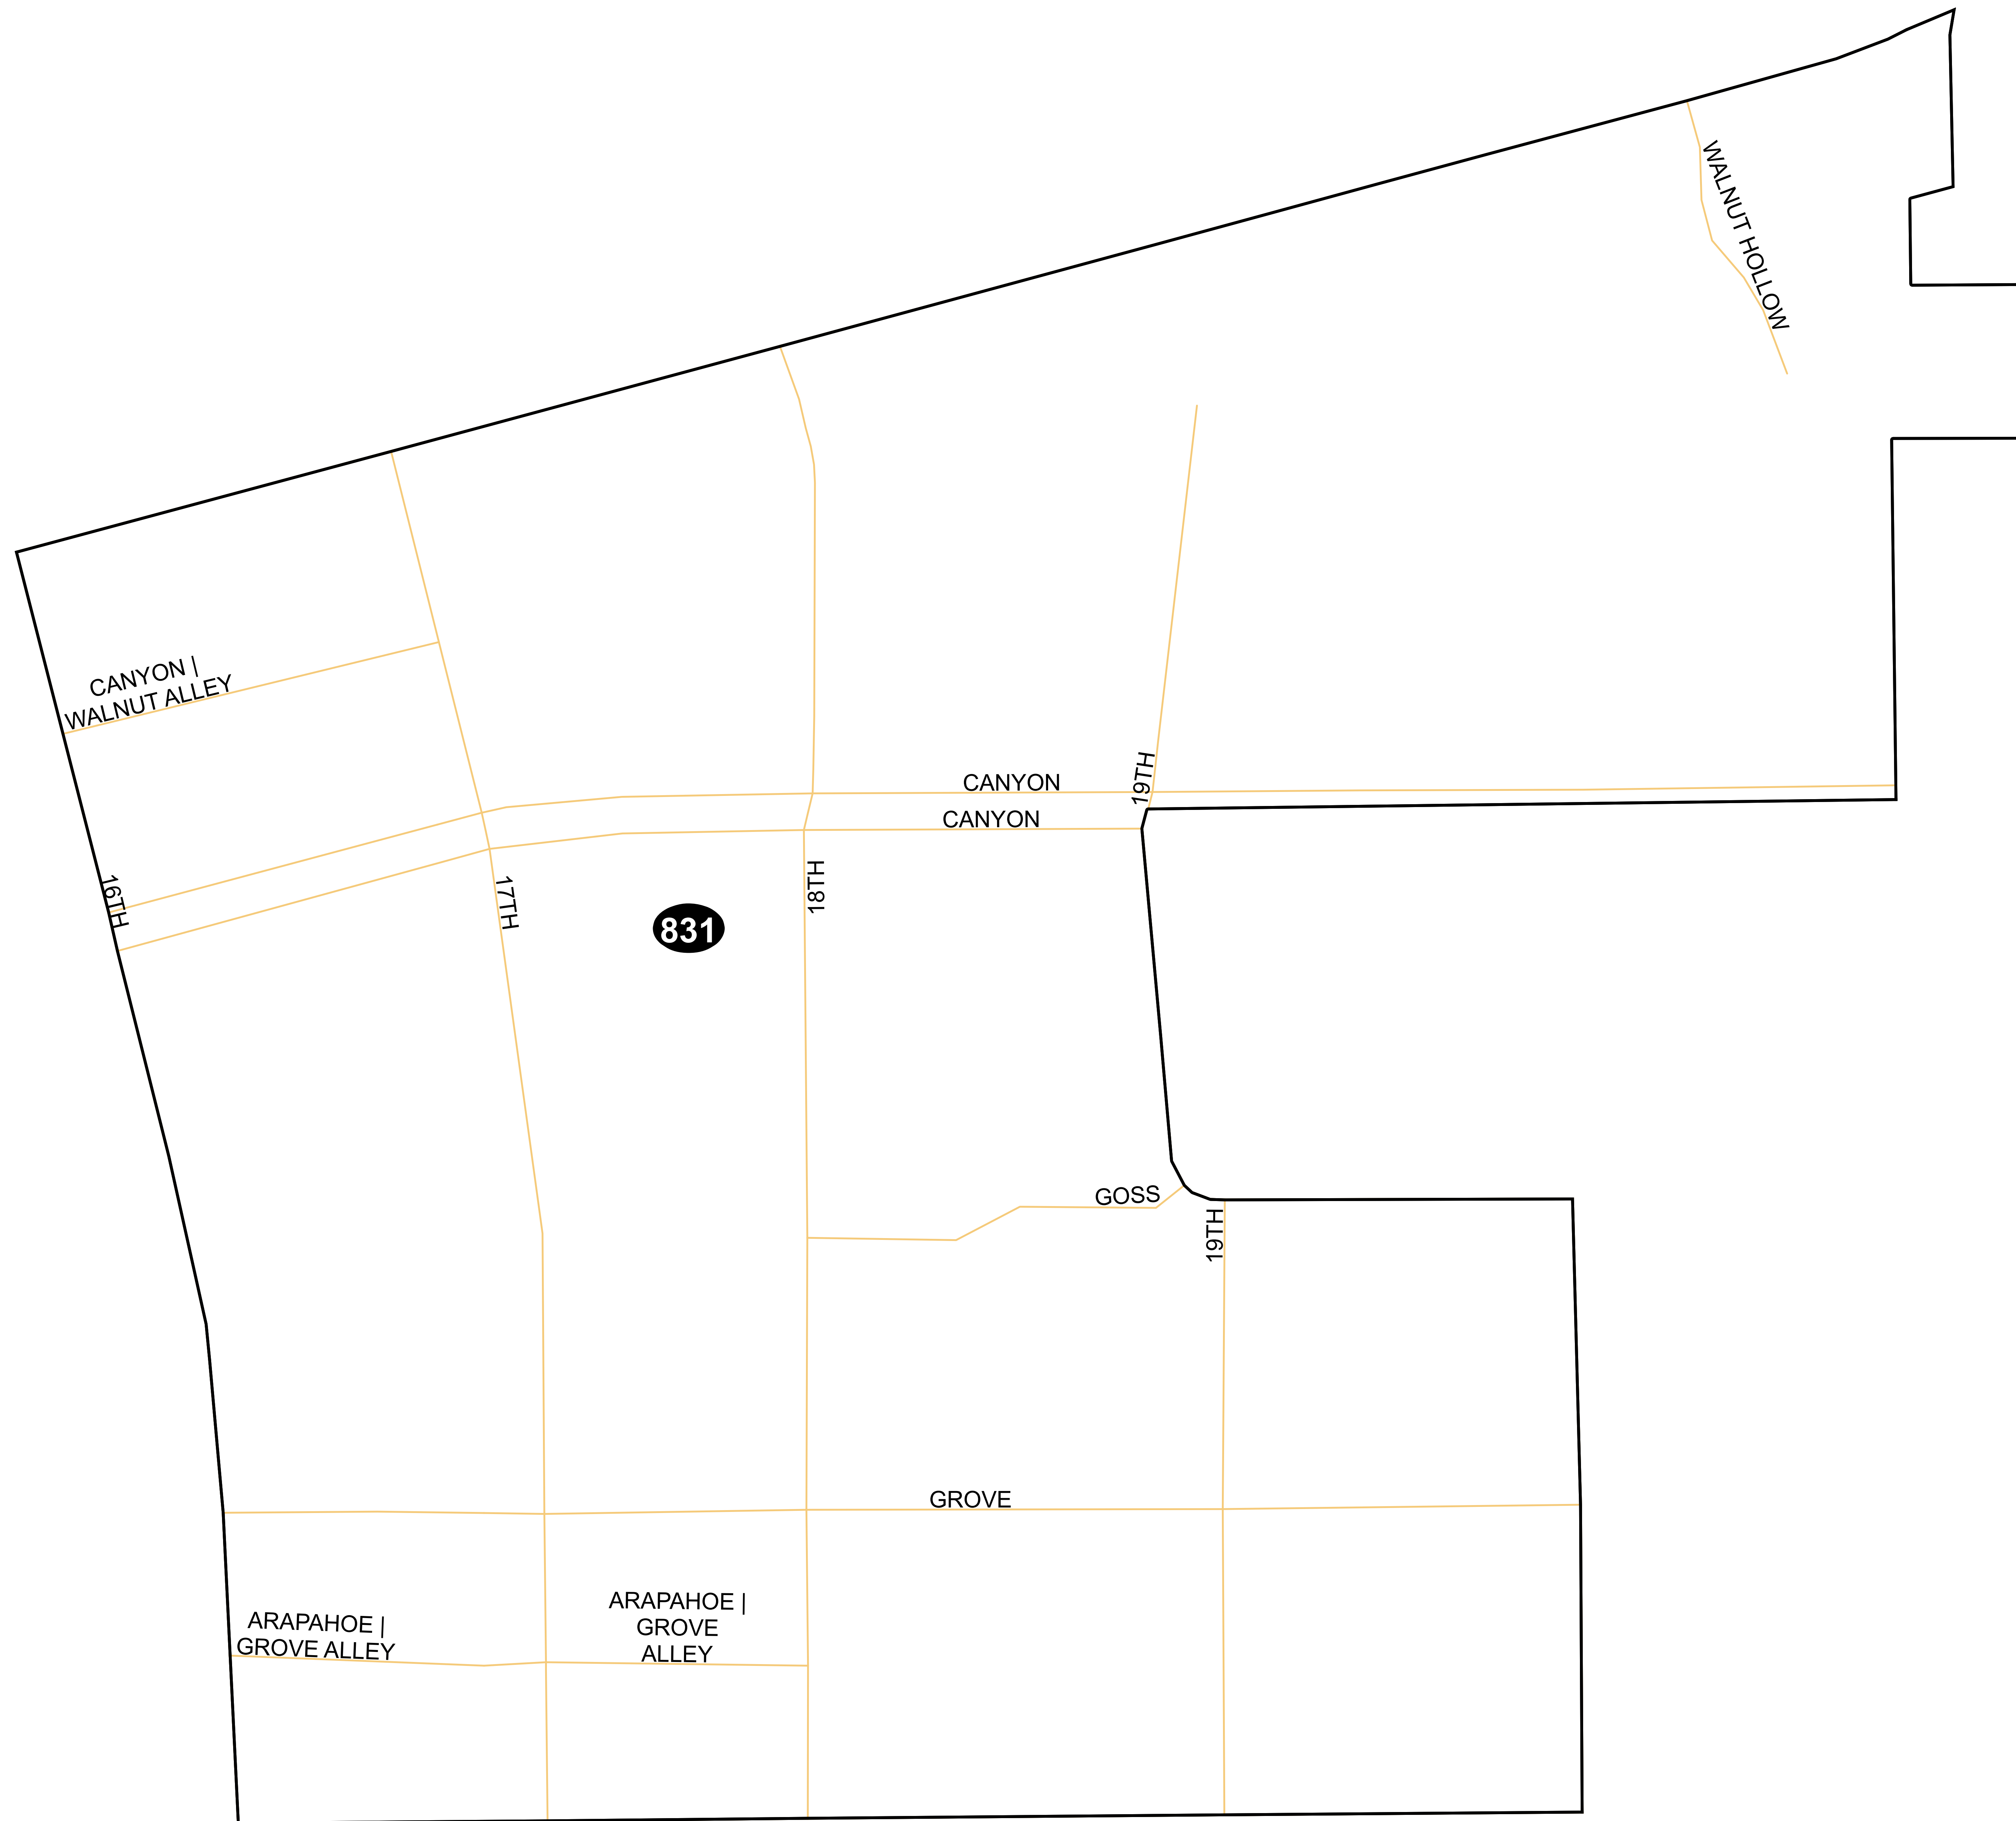 WALNUT HOLLOW
CANYON |
WALNUT ALLEY
CANYON
19TH
CANYON
16TH
17TH
18TH
831
GOSS
19TH
GROVE
ARAPAHOE |
GROVE ALLEY
ARAPAHOE |
GROVE
ALLEY